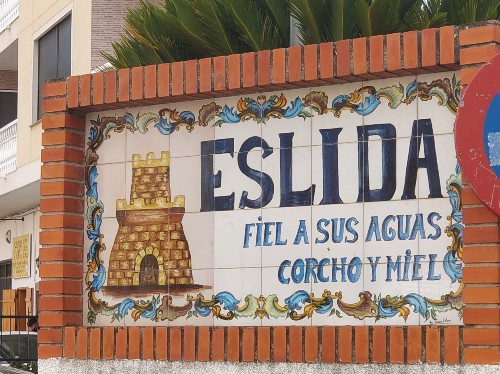 ESLIDA
FIEL A SUS AGUAS
CORCHO Y MIEL